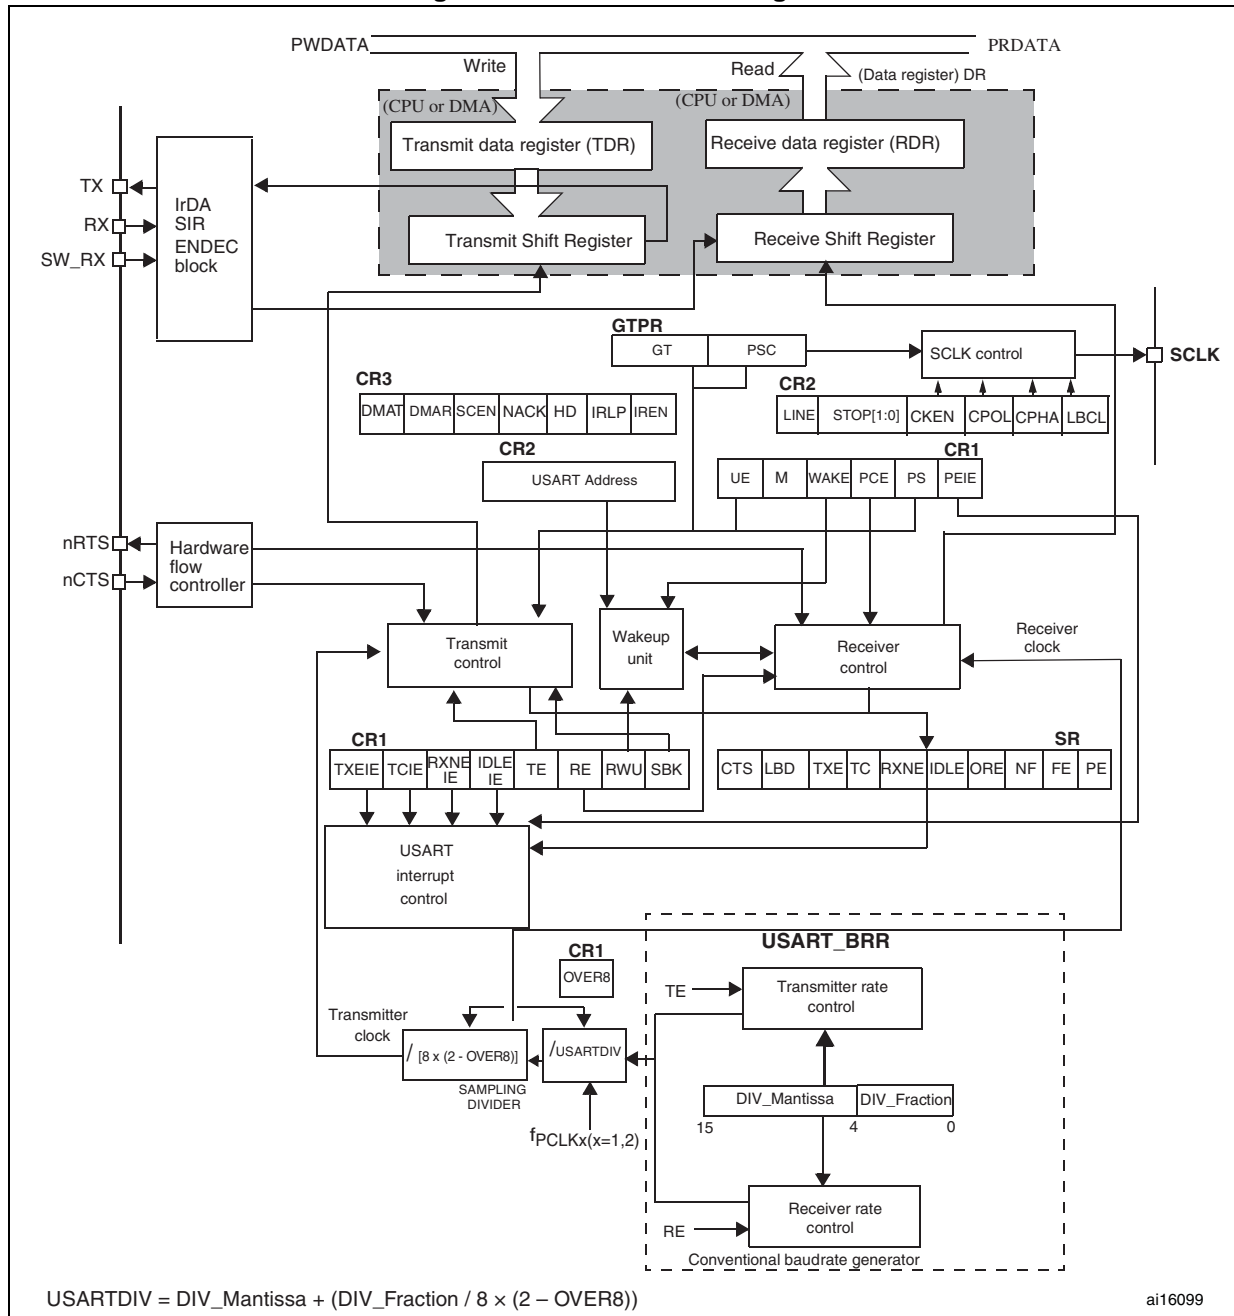 PWDATA
PRDATA
Write
Read
(Data register) DR
(CPU or DMA)
(CPU or DMA)
Transmit data register (TDR)
Receive data register (RDR)
TX
RX
SW_RX
IrDA
SIR
ENDEC
block
Transmit Shift Register
Receive Shift Register
GTPR
GT
PSC
SCLK control
SCLK
CR3
DMAT DMAR SCEN NACK HD IRLP IREN
CR2
LINE STOP[1:0] CKEN CPOL CPHA LBCL
CR2
USART Address
CR1
UE M WAKE PCE PS PEIE
nRTS
nCTS
Hardware
flow
controller
Transmit
control
Wakeup
unit
Receiver
control
Receiver
clock
CR1
TXEIE TCIE RXNE IE IDLE IE TE RE RWU SBK
SR
CTS LBD TXE TC RXNE IDLE ORE NF FE PE
USART
interrupt
control
USART_BRR
CR1
OVER8
TE
Transmitter rate
control
Transmitter
clock
/ [8 x (2 - OVER8)]
/USARTDIV
SAMPLING
DIVIDER
fPCLKx(x=1,2)
DIV_Mantissa DIV_Fraction
15 4 0
Receiver rate
control
RE
Conventional baudrate generator
USARTDIV = DIV_Mantissa + (DIV_Fraction / 8 × (2 – OVER8))
ai16099